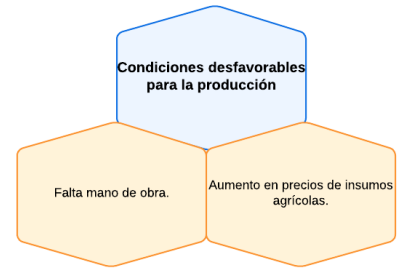 Condiciones desfavorables
para la producción
Falta mano de obra.
Aumento en precios de insumos
agrícolas.